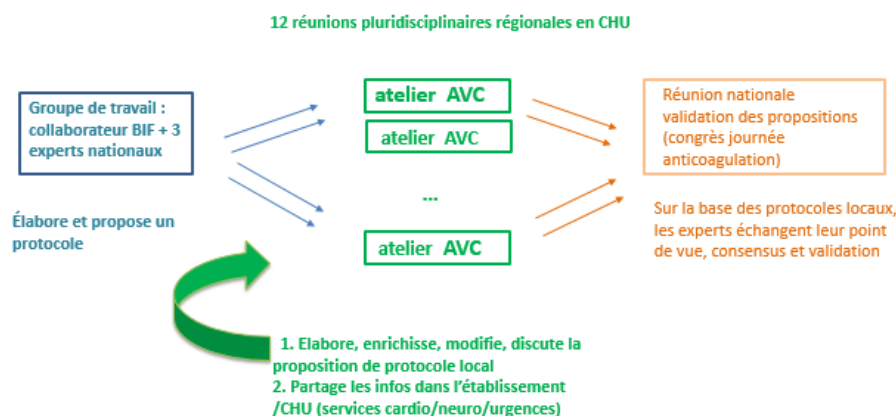 12 réunions pluridisciplinaires régionales en CHU
Groupe de travail :
collaborateur BIF + 3
experts nationaux
Élabore et propose un
protocole
atelier AVC
atelier AVC
...
atelier AVC
1. Elabore, enrichisse, modifie, discute la
proposition de protocole local
2. Partage les infos dans l'établissement
/CHU (services cardio/neuro/urgences)
Réunion nationale
validation des propositions
(congrès journée
anticoagulation)
Sur la base des protocoles locaux,
les experts échangent leur point
de vue, consensus et validation